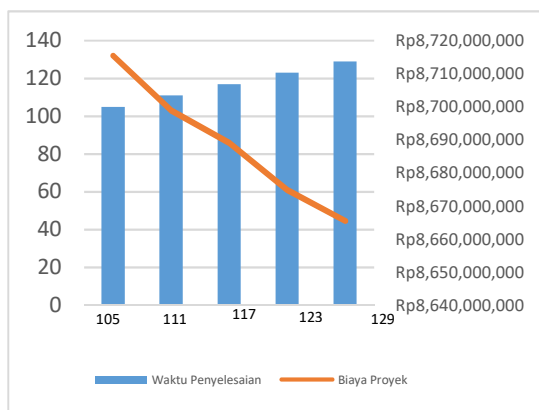 140
120
100
80
60
40
20
0
Rp8,720,000,000
Rp8,710,000,000
Rp8,700,000,000
Rp8,690,000,000
Rp8,680,000,000
Rp8,670,000,000
Rp8,660,000,000
Rp8,650,000,000
Rp8,640,000,000
105 111 117 123 129
Waktu Penyelesaian Biaya Proyek